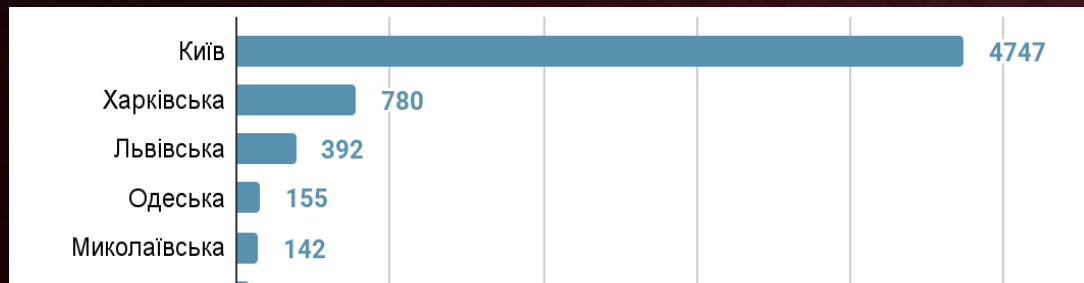 Київ 4747
Харківська 780
Львівська 392
Одеська 155
Миколаївська 142